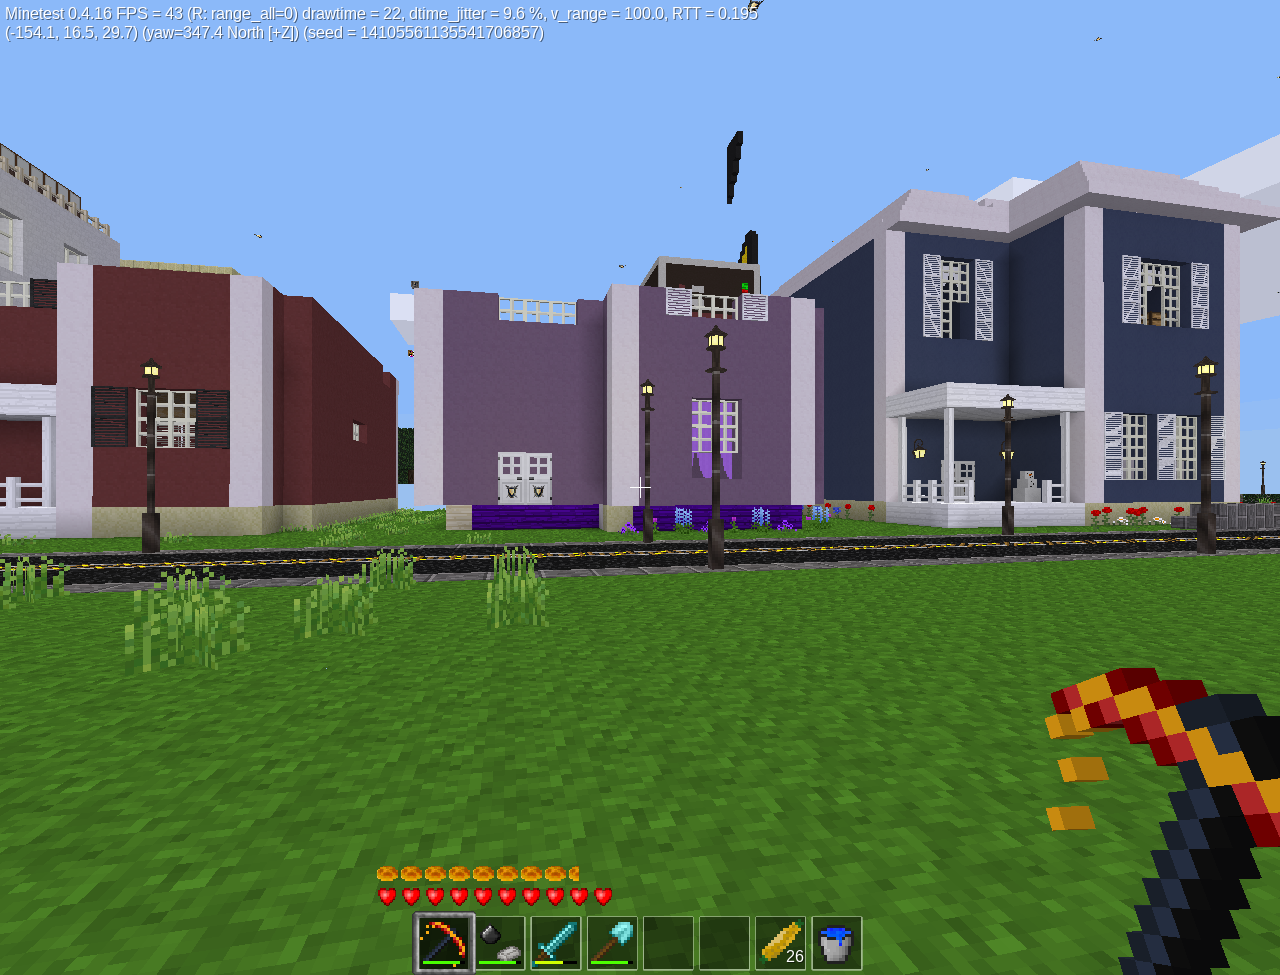 Minetest 0.4.16 FPS = 43 (R: range_all=0) drawtime = 22, dtime_jitter = 9.6 %, v_range = 100.0, RTT = 0.195
(-154.1, 16.5, 29.7) (yaw=347.4 North [+Z]) (seed = 14105561135541706857)
26